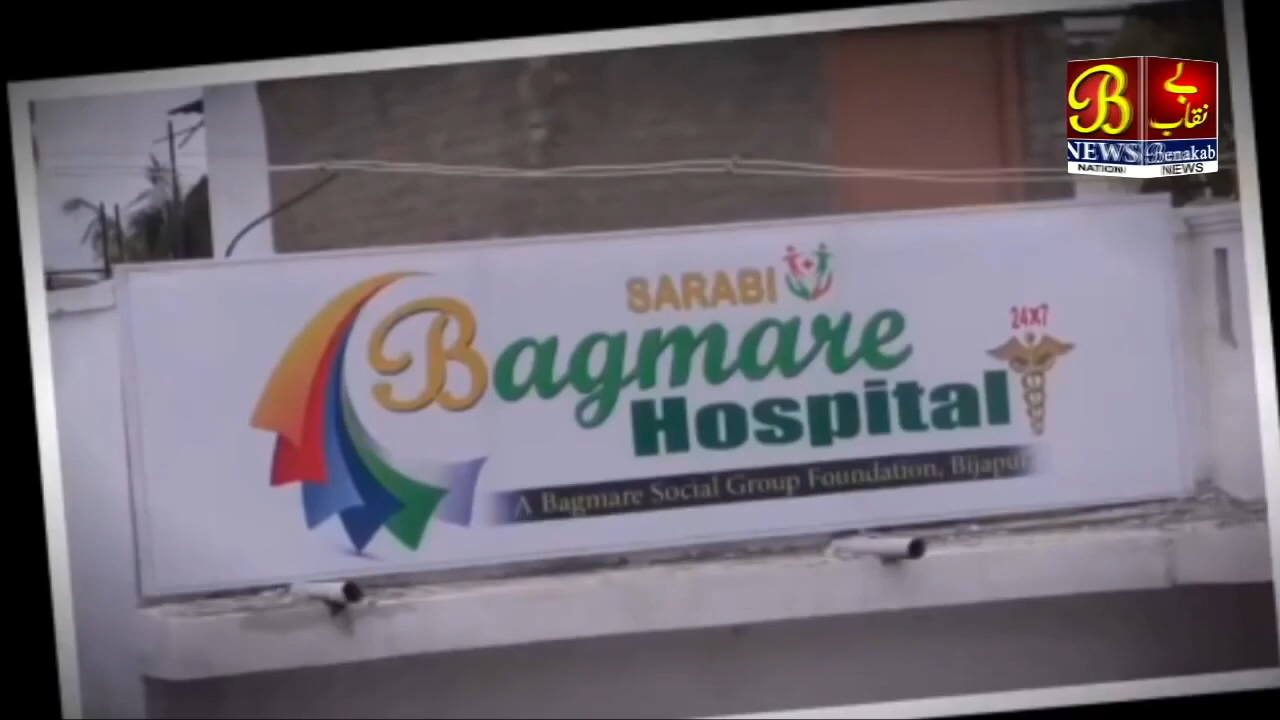 B
NEWS
NATION
بے
نقاب
Benakab
NEWS
SARABI
Bagmare
24X7
Hospital
A Bagmare Social Group Foundation, Bijapur